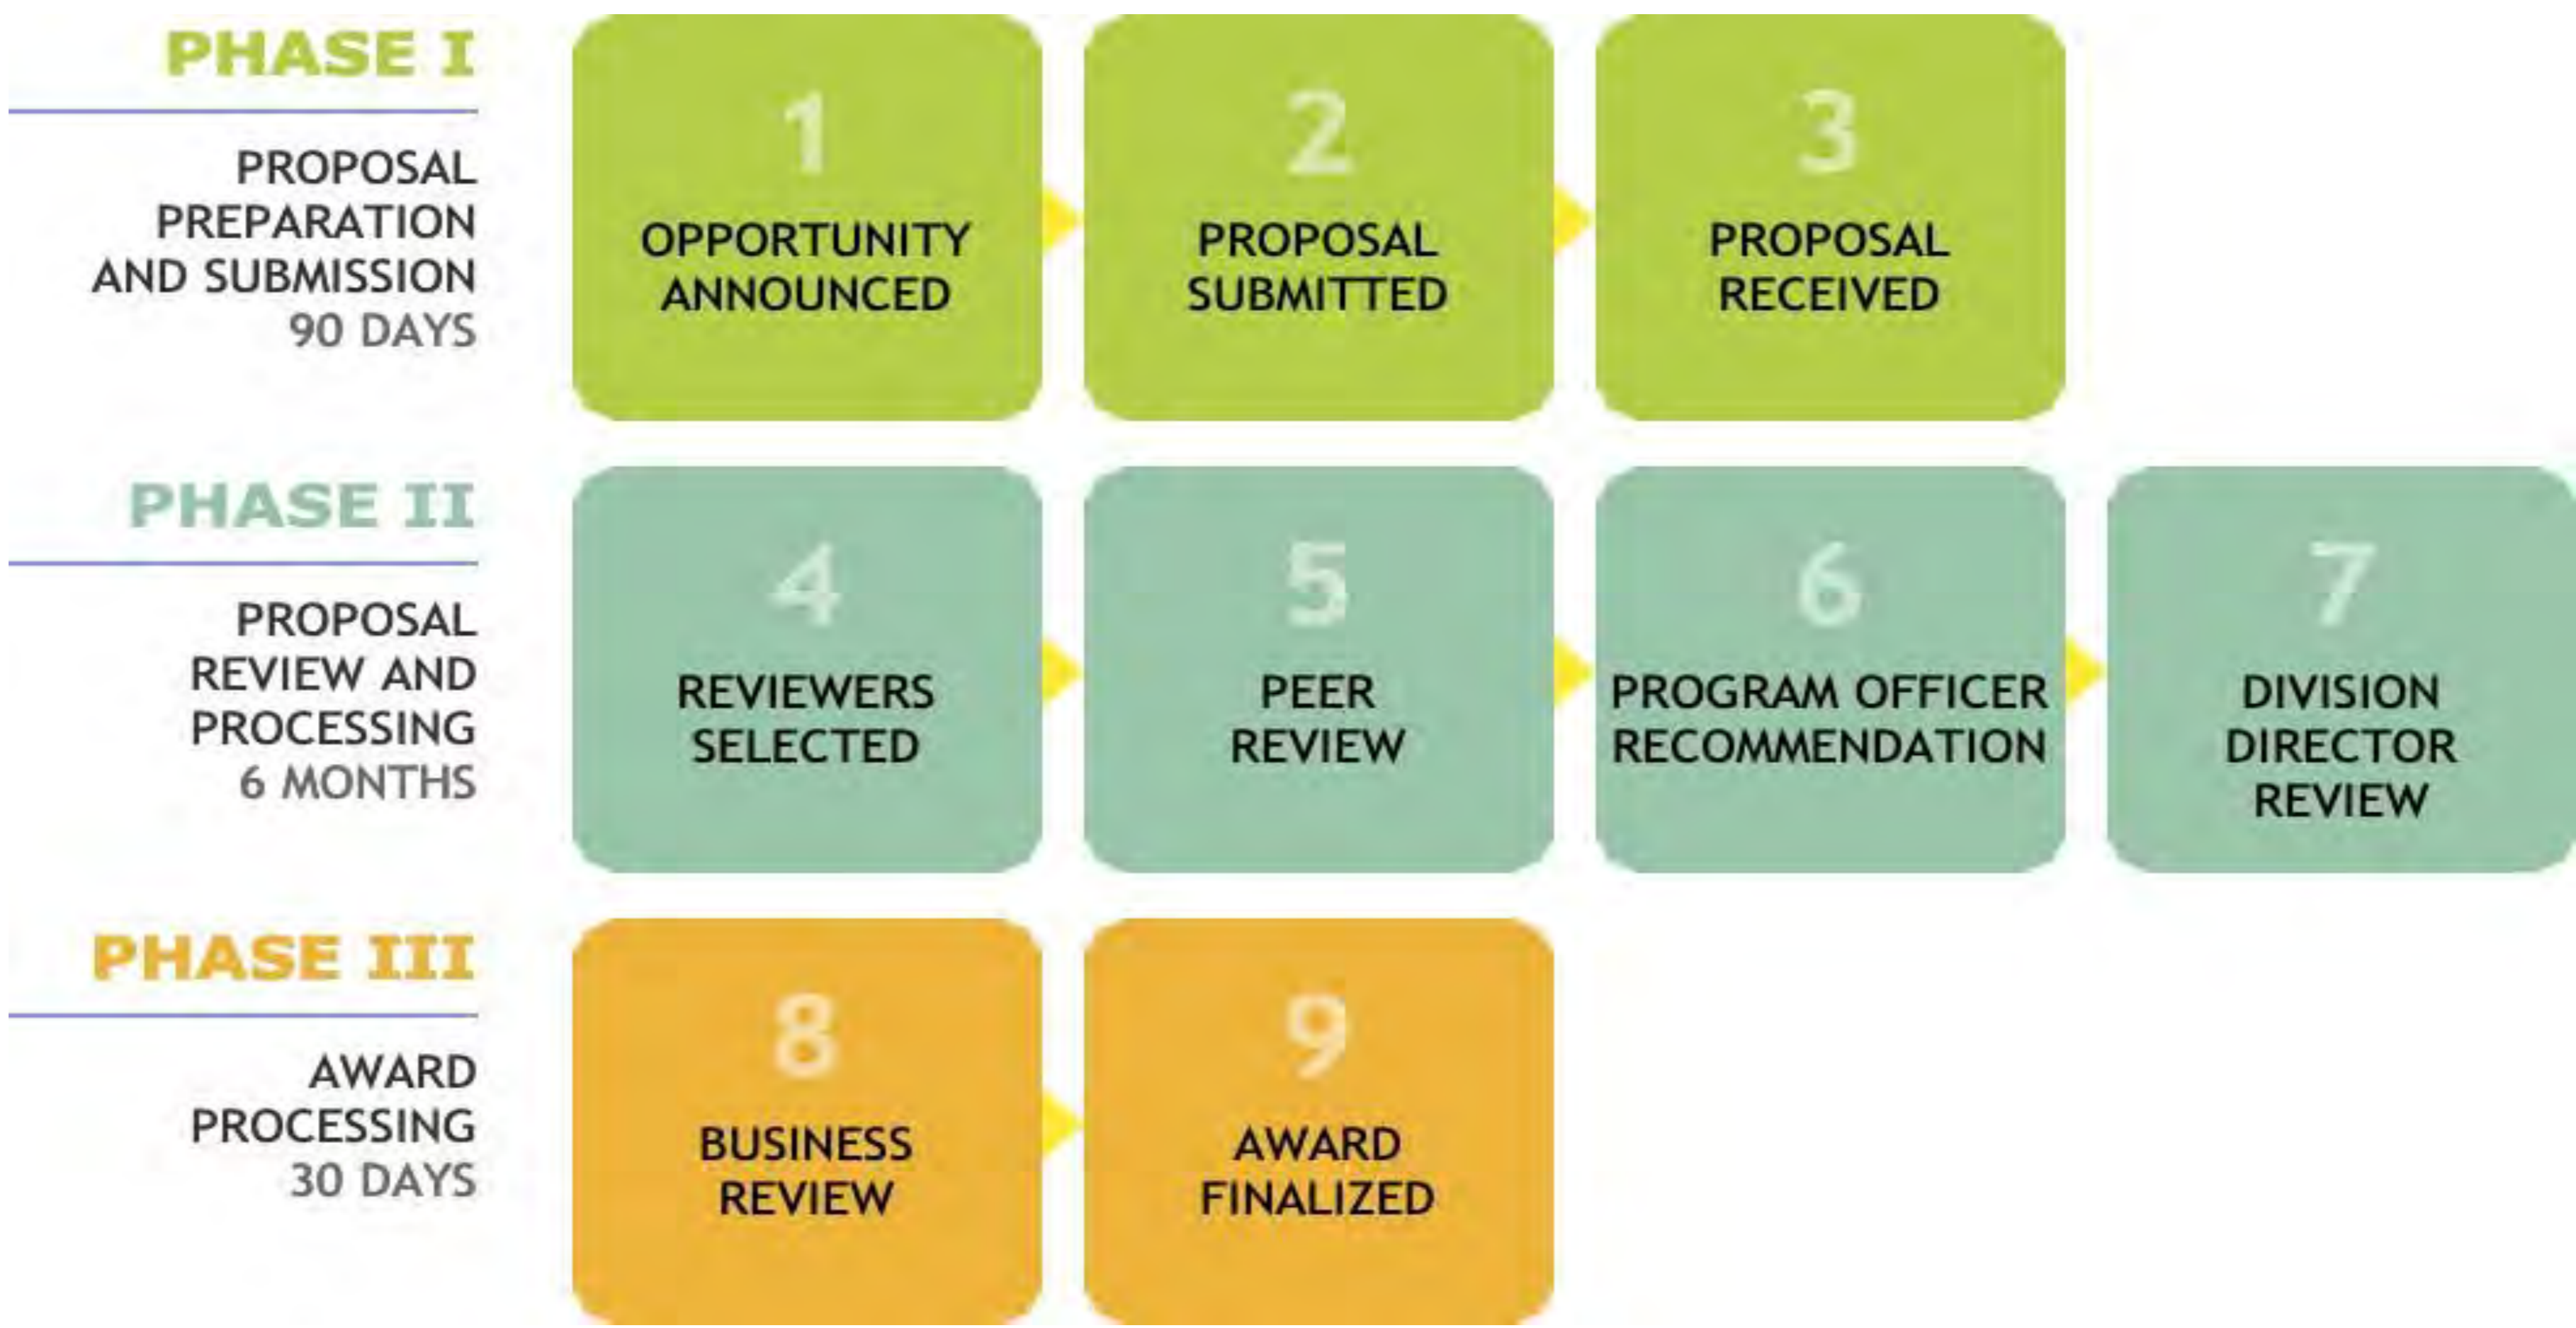 PHASE I
PROPOSAL
PREPARATION
AND SUBMISSION
90 DAYS
1
OPPORTUNITY
ANNOUNCED
2
PROPOSAL
SUBMITTED
3
PROPOSAL
RECEIVED
PHASE II
PROPOSAL
REVIEW AND
PROCESSING
6 MONTHS
4
REVIEWERS
SELECTED
5
PEER
REVIEW
6
PROGRAM OFFICER
RECOMMENDATION
7
DIVISION
DIRECTOR
REVIEW
PHASE III
AWARD
PROCESSING
30 DAYS
8
BUSINESS
REVIEW
9
AWARD
FINALIZED